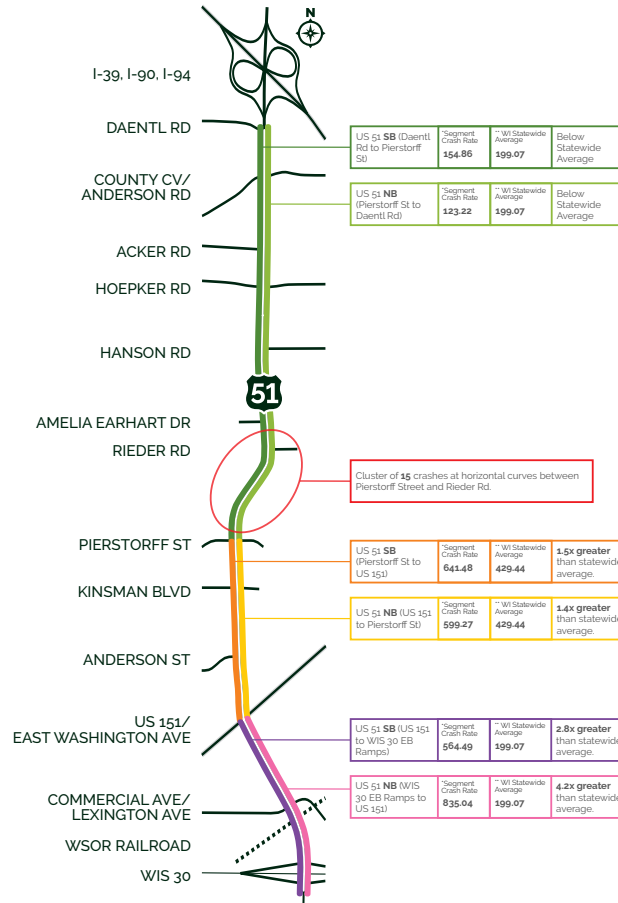 N
I-39, I-90, I-94
DAENTL RD
US 51 SB (Daentl
Rd to Pierstorff
St)
*Segment
Crash Rate
154.86
** WI Statewide
Average
199.07
Below
Statewide
Average
COUNTY CV/
ANDERSON RD
US 51 NB
(Pierstorff St to
Daentl Rd)
*Segment
Crash Rate
123.22
** WI Statewide
Average
199.07
Below
Statewide
Average
ACKER RD
HOEPKER RD
HANSON RD
51
AMELIA EARHART DR
RIEDER RD
Cluster of 15 crashes at horizontal curves between
Pierstorff Street and Rieder Rd.
PIERSTORFF ST
US 51 SB
(Pierstorff St to
US 151)
*Segment
Crash Rate
641.48
** WI Statewide
Average
429.44
1.5x greater
than statewide
average.
KINSMAN BLVD
US 51 NB (US 151
to Pierstorff St)
*Segment
Crash Rate
599.27
** WI Statewide
Average
429.44
1.4x greater
than statewide
average.
ANDERSON ST
US 151/
EAST WASHINGTON AVE
US 51 SB (US 151
to WIS 30 EB
Ramps)
*Segment
Crash Rate
564.49
** WI Statewide
Average
199.07
2.8x greater
than statewide
average.
COMMERCIAL AVE/
LEXINGTON AVE
US 51 NB (WIS
30 EB Ramps to
US 151)
*Segment
Crash Rate
835.04
** WI Statewide
Average
199.07
4.2x greater
than statewide
average.
WSOR RAILROAD
WIS 30